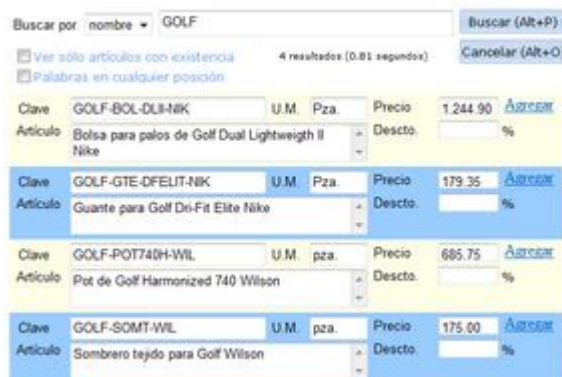 Buscar por nombre GOLF Buscar (Alt+P)
Ver sólo artículos con existencia 4 resultados (0.81 segundos) Cancelar (Alt+O
Palabras en cualquier posición
Clave GOLF-BOL-DLII-NIK U.M. Pza. Precio 1,244.90 Agregar
Artículo Bolsa para palos de Golf Dual Lightweigth II Descto. %
Nike
Clave GOLF-GTE-DFELIT-NIK U.M. Pza. Precio 179.35 Agregar
Artículo Guante para Golf Dri-Fit Elite Nike Descto. %
Clave GOLF-POT740H-WIL U.M. pza. Precio 685.75 Agregar
Artículo Pot de Golf Harmonized 740 Wilson Descto. %
Clave GOLF-SOMT-WIL U.M. pza. Precio 175.00 Agregar
Artículo Sombrero tejido para Golf Wilson Descto. %